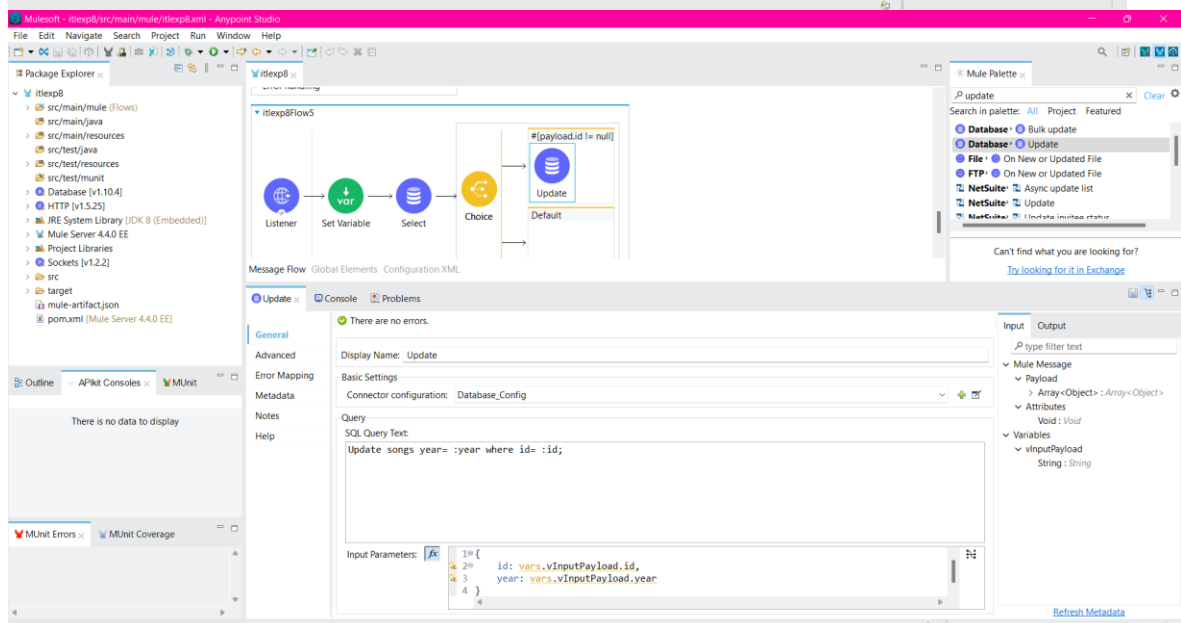 Mulesoft - itlexp8/src/main/mule/itlexp8.xml - Anypoint Studio
File Edit Navigate Search Project Run Window Help
Package Explorer
itlexp8
src/main/mule (Flows)
src/main/java
src/main/resources
src/test/java
src/test/resources
src/test/munit
Database [v1.10.4]
HTTP [v1.5.25]
JRE System Library [JDK 8 (Embedded)]
Mule Server 4.4.0 EE
Project Libraries
Sockets [v1.2.2]
src
target
mule-artifact.json
pom.xml [Mule Server 4.4.0 EE]
Outline APIkit Consoles MUnit
There is no data to display
MUnit Errors MUnit Coverage
itlexp8
Error handling
itlexp8Flow5
#[payload.id != null]
var
Listener Set Variable Select Choice Update
Default
Message Flow Global Elements Configuration XML
Mule Palette
update
Clear
Search in palette: All Project Featured
Database Bulk update
Database Update
File On New or Updated File
FTP On New or Updated File
NetSuite Async update list
NetSuite Update
NetSuite Update invitee status
Can't find what you are looking for?
Try looking for it in Exchange
Update Console Problems
General
Advanced
Error Mapping
Metadata
Notes
Help
There are no errors.
Display Name: Update
Basic Settings
Connector configuration: Database_Config
Query
SQL Query Text:
Update songs year= :year where id= :id;
Input Parameters: fx
1 {
2 id: vars.vInputPayload.id,
3 year: vars.vInputPayload.year
4 }
Input Output
type filter text
Mule Message
Payload
Array<Object> : Array<Object>
Attributes
Void : Void
Variables
vInputPayload
String : String
Refresh Metadata